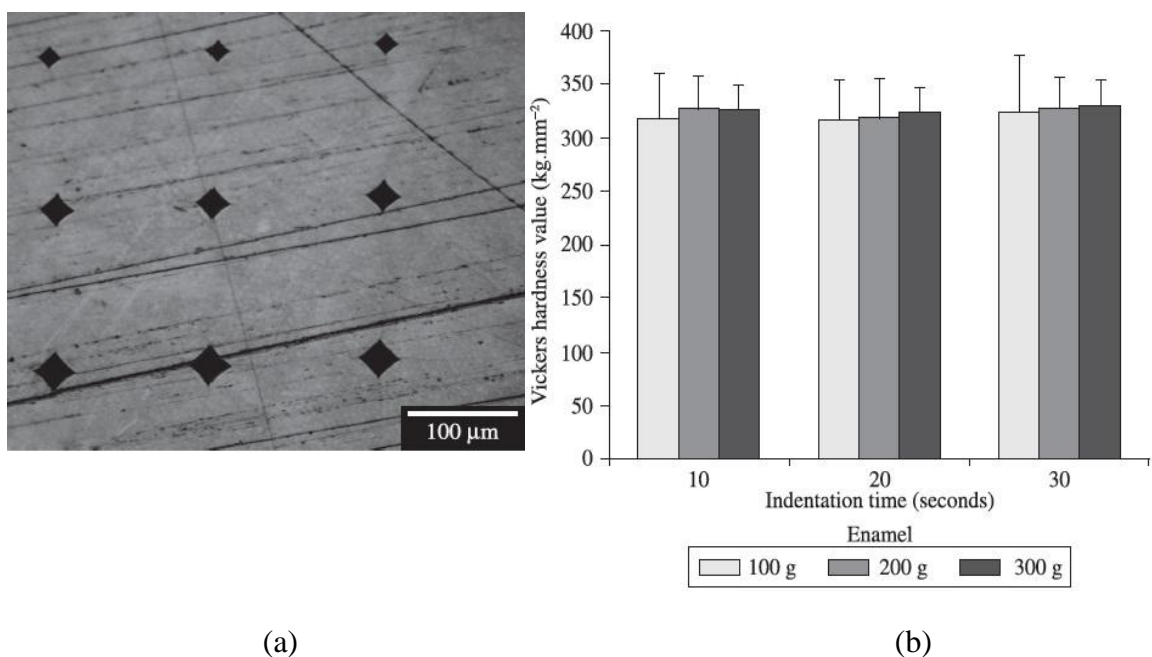 100 µm
Vickers hardness value (kg.mm⁻²)
400
350
300
250
200
150
100
50
0
10 20 30
Indentation time (seconds)
Enamel
100 g 200 g 300 g
(a) (b)